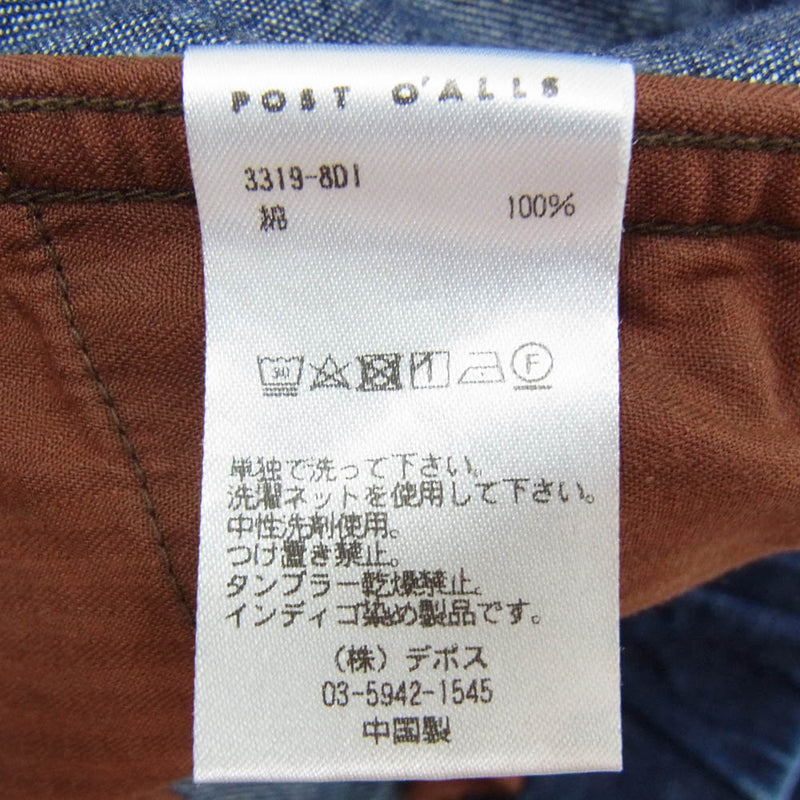 POST O'ALLS
3319-8D1
綿 100%
30
F
単独で洗って下さい。
洗濯ネットを使用して下さい。
中性洗剤使用。
つけ置き禁止。
タンブラー乾燥禁止。
インディゴ染め製品です。
(株)デポス
03-5942-1545
中国製